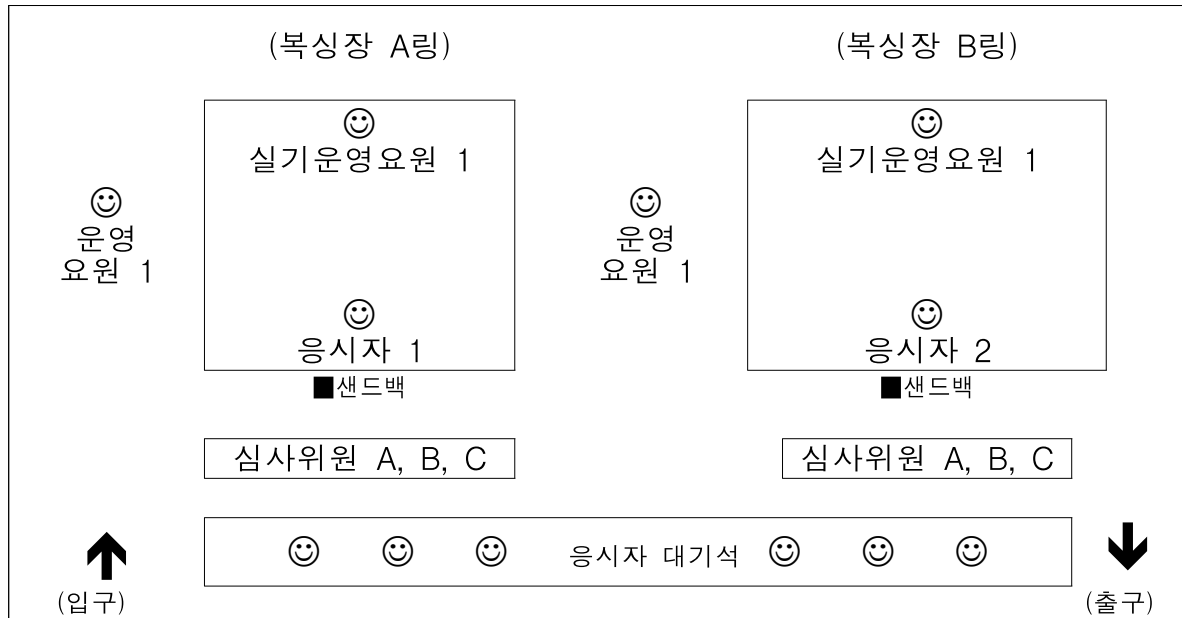 (복싱장 A링)
(복싱장 B링)
실기운영요원 1
실기운영요원 1
운영
요원 1
운영
요원 1
응시자 1
응시자 2
■샌드백
■샌드백
심사위원 A, B, C
심사위원 A, B, C
응시자 대기석
(입구)
(출구)